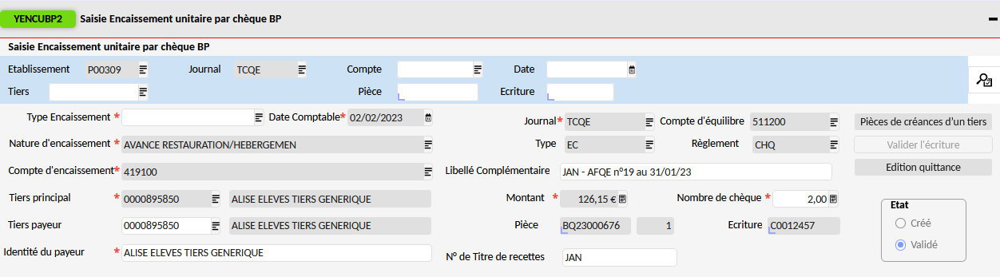 YENCUBP2 Saisie Encaissement unitaire par chèque BP
Saisie Encaissement unitaire par chèque BP
Etablissement P00309 Journal TCQE Compte Date
Tiers Pièce Ecriture
Type Encaissement * Date Comptable* 02/02/2023 Journal* TCQE Compte d'équilibre 511200 Pièces de créances d'un tiers
Nature d'encaissement * AVANCE RESTAURATION/HEBERGEMEN Type EC Règlement CHQ Valider l'écriture
Compte d'encaissement* 419100 Libellé Complémentaire JAN - AFQE n°19 au 31/01/23 Edition quittance
Tiers principal * 0000895850 ALISE ELEVES TIERS GENERIQUE Montant * 126,15 € Nombre de chèque * 2,00 Etat
Tiers payeur 0000895850 ALISE ELEVES TIERS GENERIQUE Pièce BQ23000676 1 Ecriture C0012457 Créé
Identité du payeur * ALISE ELEVES TIERS GENERIQUE N° de Titre de recettes JAN Validé